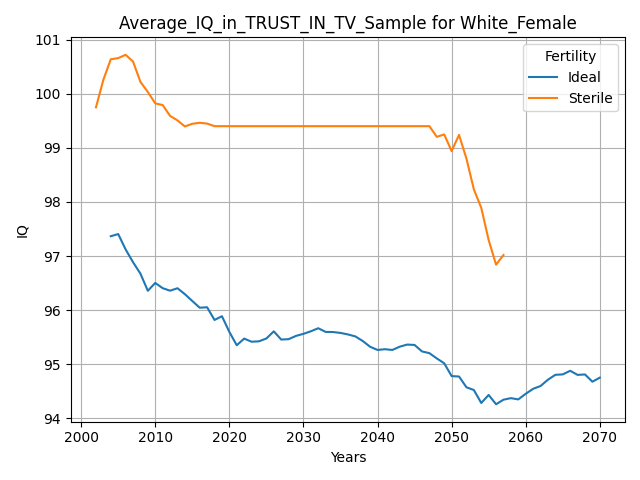 Average_IQ_in_TRUST_IN_TV_Sample for White_Female
Fertility
Ideal
Sterile
IQ
101
100
99
98
97
96
95
94
2000 2010 2020 2030 2040 2050 2060 2070
Years